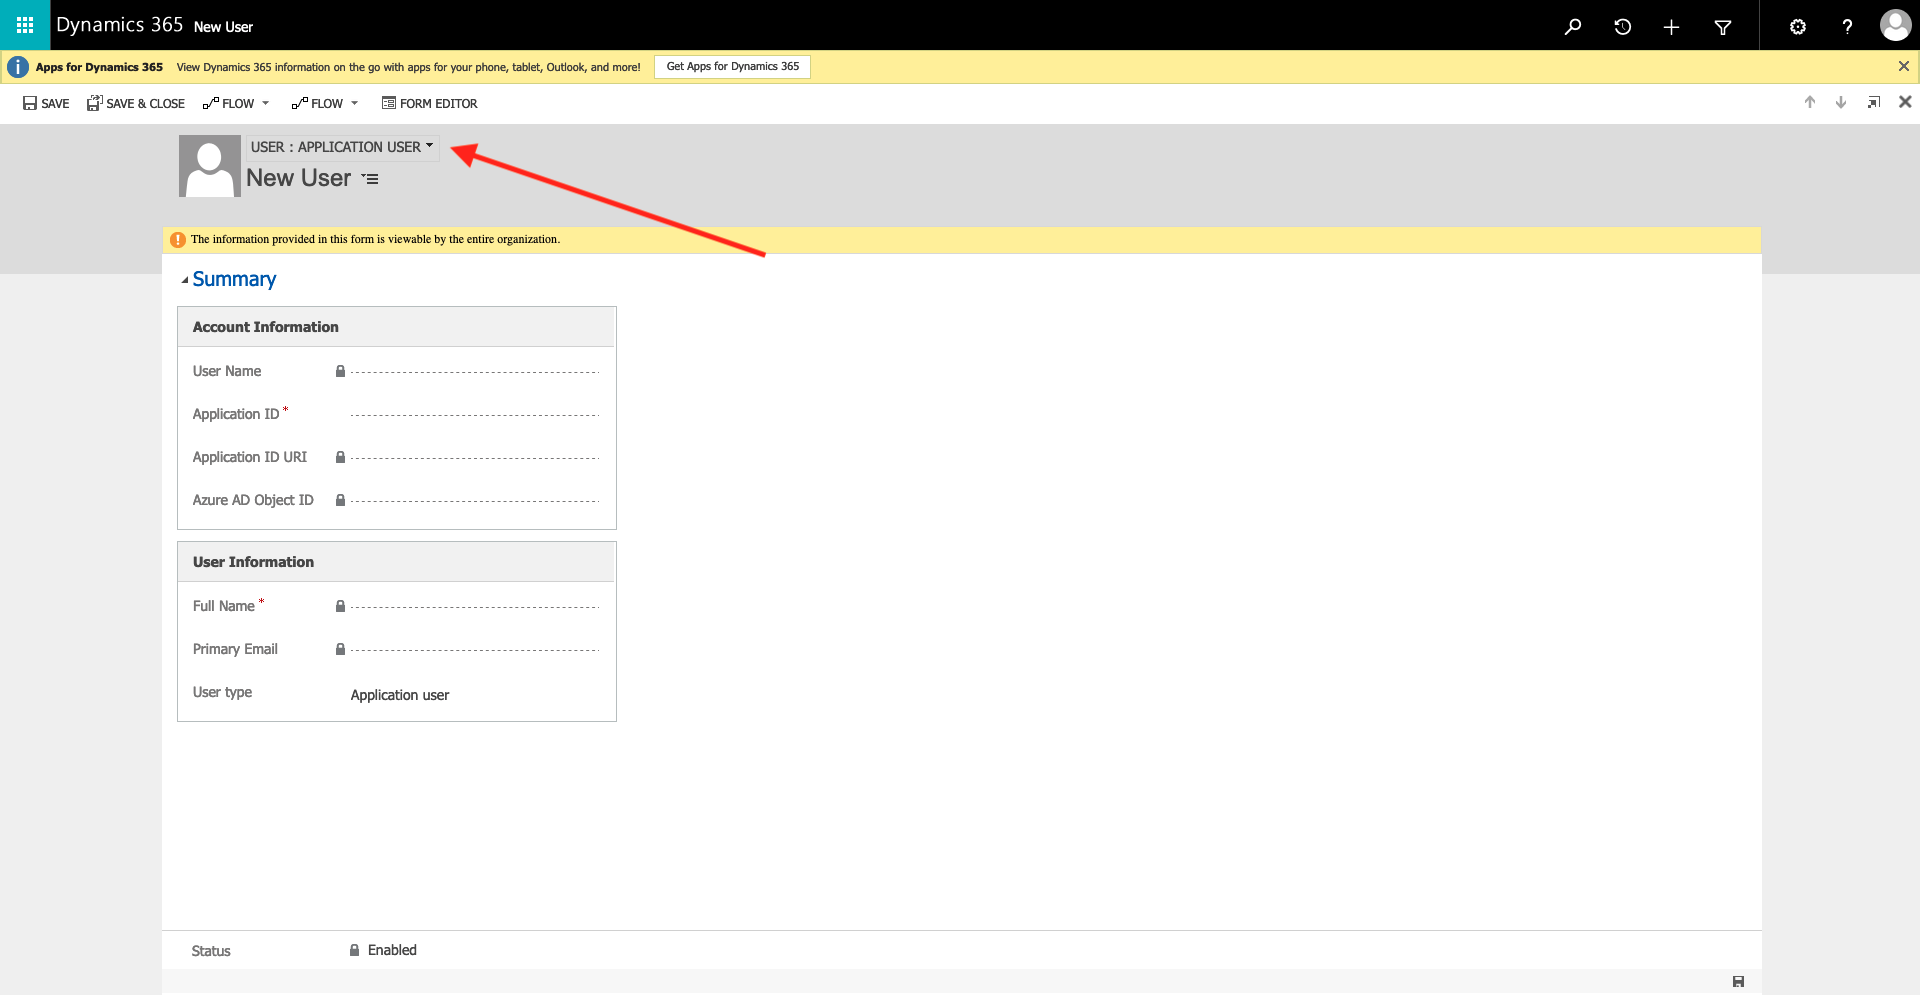 Dynamics 365 New User
Apps for Dynamics 365 View Dynamics 365 information on the go with apps for your phone, tablet, Outlook, and more! Get Apps for Dynamics 365
SAVE SAVE & CLOSE FLOW FLOW FORM EDITOR
USER : APPLICATION USER
New User
The information provided in this form is viewable by the entire organization.
Summary
Account Information
User Name
Application ID *
Application ID URI
Azure AD Object ID
User Information
Full Name *
Primary Email
User type Application user
Status Enabled